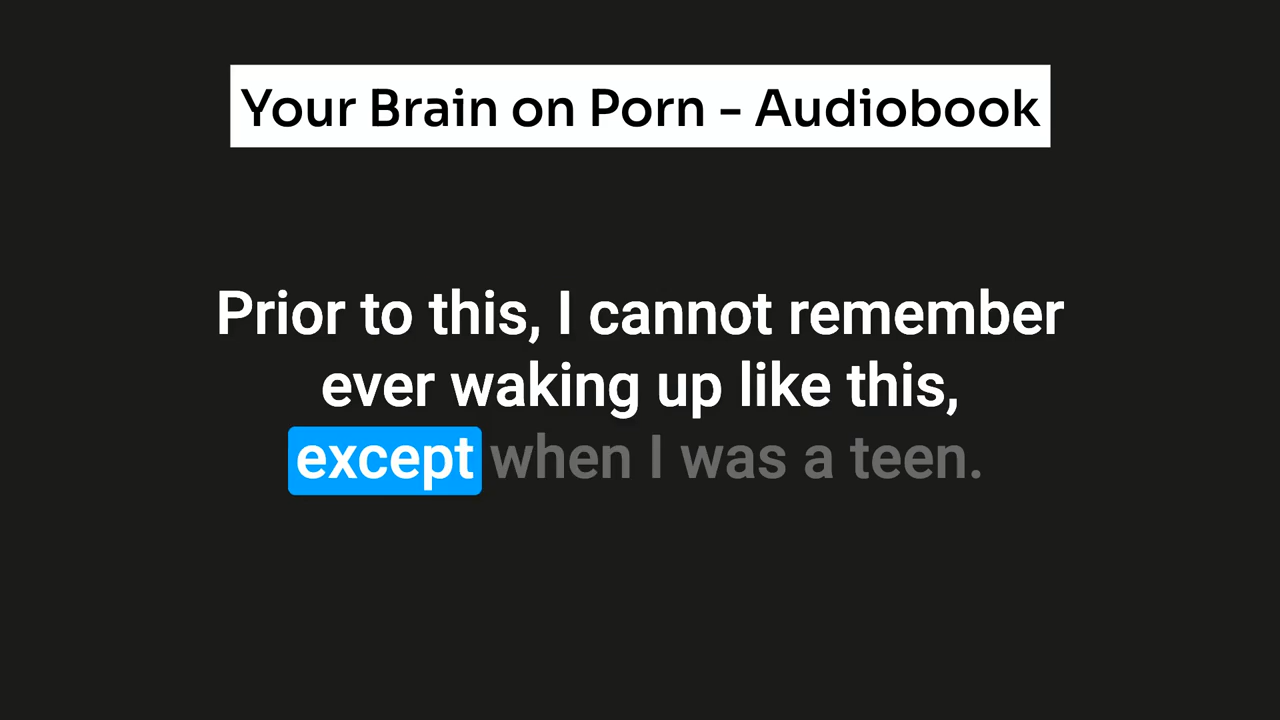 Your Brain on Porn - Audiobook
Prior to this, I cannot remember
ever waking up like this,
except when I was a teen.